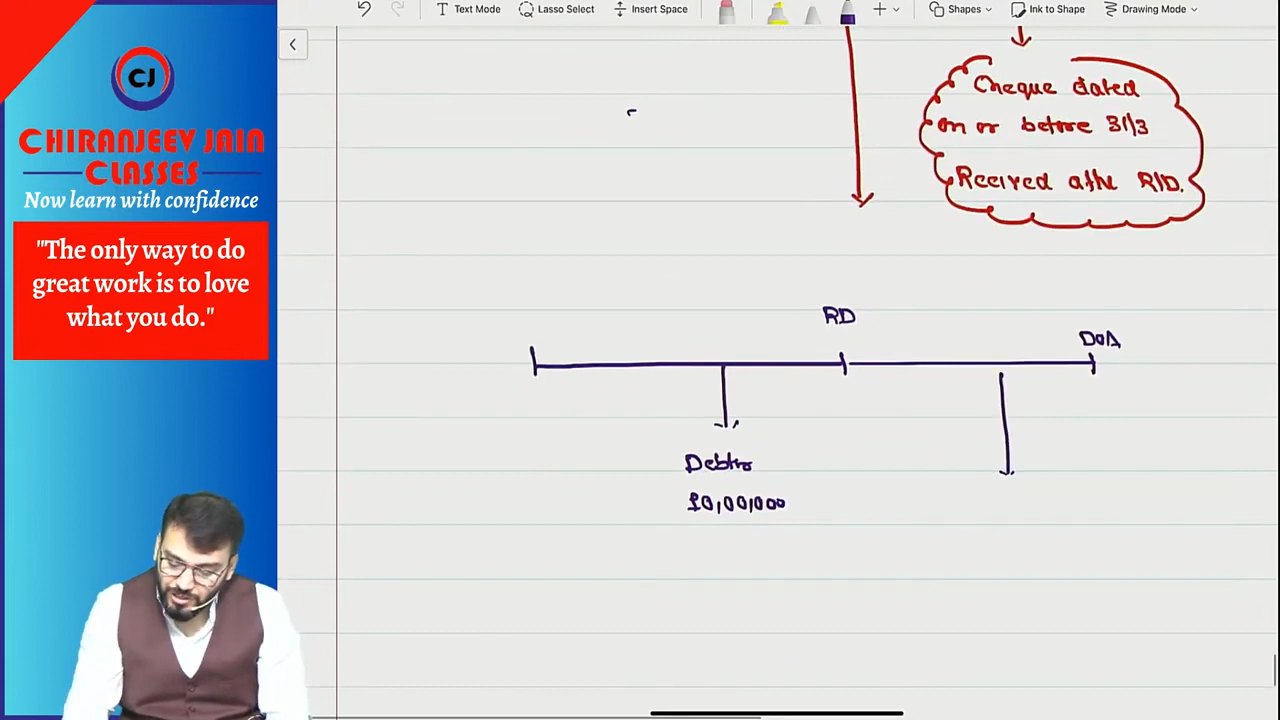 Text Mode
Lasso Select
Insert Space
Shapes
Ink to Shape
Drawing Mode
CJ
CHIRANJEEV JAIN
CLASSES
Now learn with confidence
"The only way to do
great work is to love
what you do."
Cheque dated
on or before 31/3
Received after R/D.
RD
DOA
Debtor
10,00,000